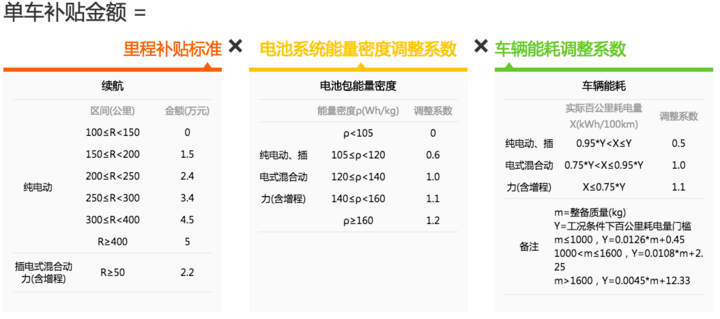 单车补贴金额 =
里程补贴标准 × 电池系统能量密度调整系数 × 车辆能耗调整系数
续航
区间(公里) 金额(万元)
纯电动
100≤R<150 0
150≤R<200 1.5
200≤R<250 2.4
250≤R<300 3.4
300≤R<400 4.5
R≥400 5
插电式混合动
力(含增程)
R≥50 2.2
电池包能量密度
能量密度ρ(Wh/kg) 调整系数
纯电动、插
电式混合动
力(含增程)
ρ<105 0
105≤ρ<120 0.6
120≤ρ<140 1.0
140≤ρ<160 1.1
ρ≥160 1.2
车辆能耗
实际百公里耗电量
X(kWh/100km)
调整系数
纯电动、插
电式混合动
力(含增程)
0.95*Y<X≤Y 0.5
0.75*Y<X≤0.95*Y 1.0
X≤0.75*Y 1.1
备注
m=整备质量(kg)
Y=工况条件下百公里耗电量门槛
m≤1000，Y=0.0126*m+0.45
1000<m≤1600，Y=0.0108*m+2.
25
m>1600，Y=0.0045*m+12.33